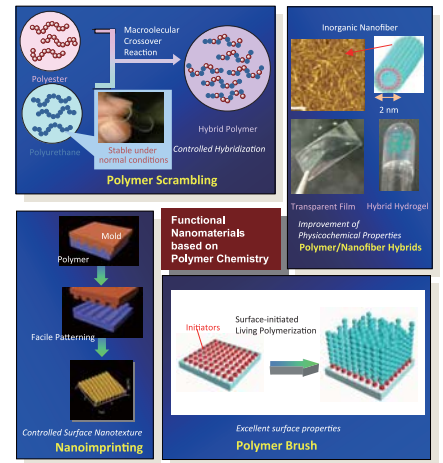 Macroolecular
Crossover
Reaction
Polyester
Polyurethane
Stable under
normal conditions
Hybrid Polymer
Controlled Hybridization
Polymer Scrambling
Inorganic Nanofiber
2 nm
Transparent Film
Hybrid Hydrogel
Improvement of
Physicochemical Properties
Polymer/Nanofiber Hybrids
Functional
Nanomaterials
based on
Polymer Chemistry
Mold
Polymer
Facile Patterning
Controlled Surface Nanotexture
Nanoimprinting
Initiators
Surface-initiated
Living Polymerization
Excellent surface properties
Polymer Brush